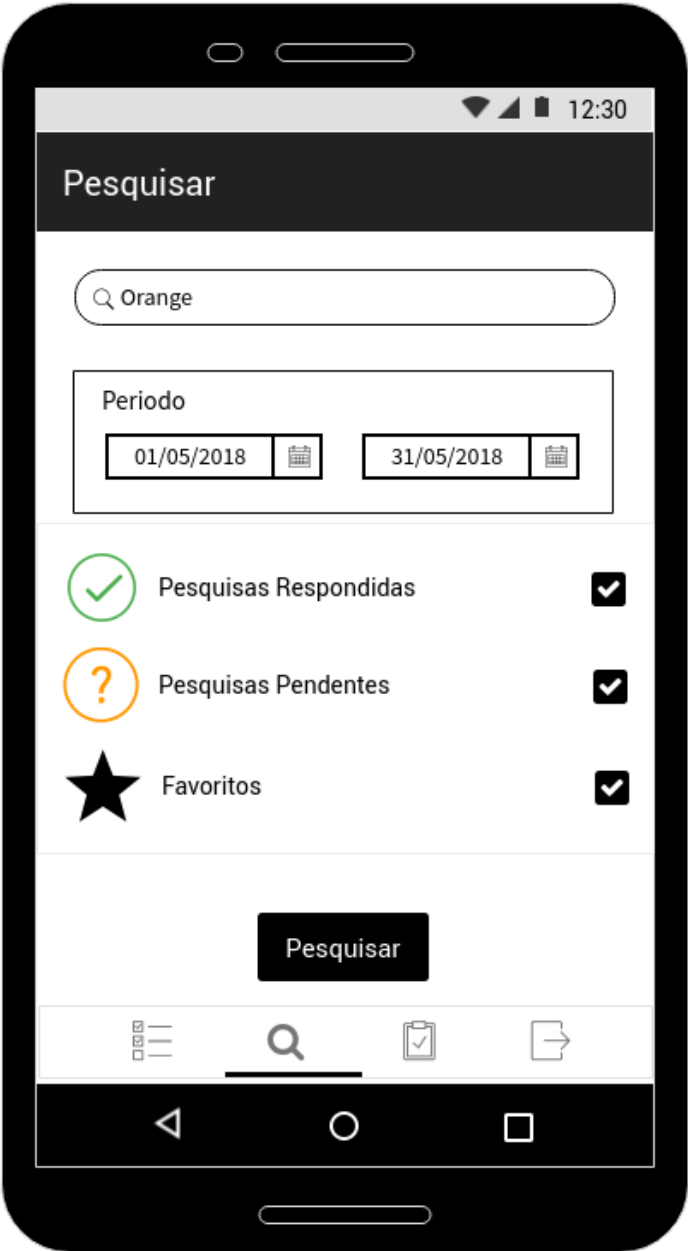 12:30
Pesquisar
Orange
Periodo
01/05/2018 31/05/2018
Pesquisas Respondidas
? Pesquisas Pendentes
Favoritos
Pesquisar